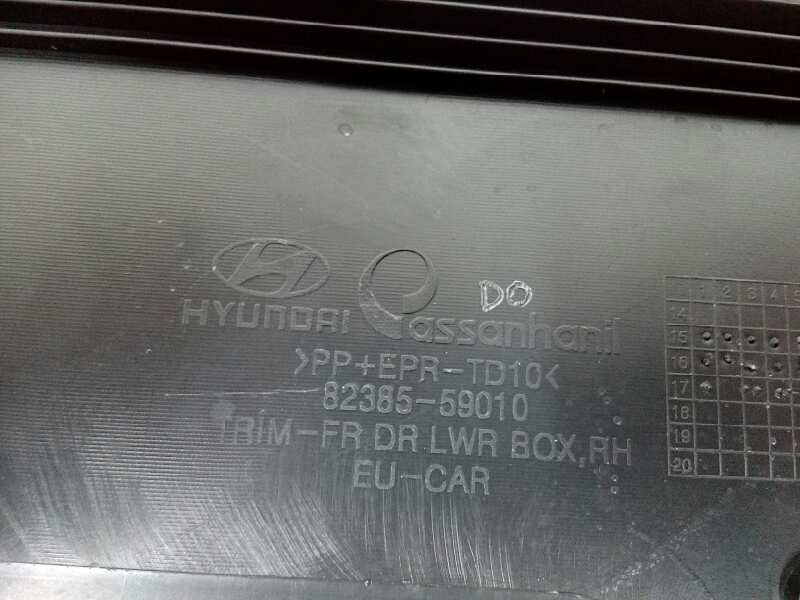 HYUNDAI assanhanil
DO
>PP+EPR-TD10<
82385-59010
TRIM-FR DR LWR BOX,RH
EU-CAR
1 2 3 4 5
14
15
16
17
18
19
20